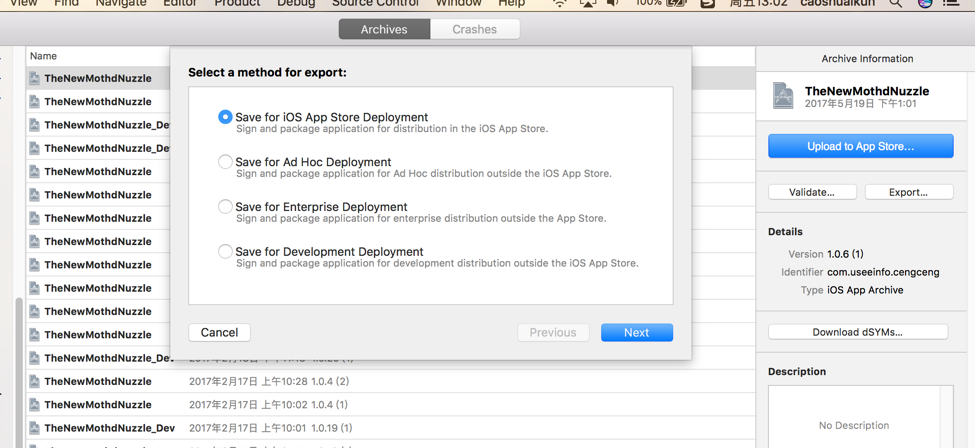 View Find Navigate Editor Product Debug Source Control Window Help 100% 周五13:02 caoshuaikun
Archives Crashes
Name
TheNewMothdNuzzle
TheNewMothdNuzzle
TheNewMothdNuzzle_De
TheNewMothdNuzzle_De
TheNewMothdNuzzle
TheNewMothdNuzzle
TheNewMothdNuzzle
TheNewMothdNuzzle
TheNewMothdNuzzle
TheNewMothdNuzzle
TheNewMothdNuzzle
TheNewMothdNuzzle
TheNewMothdNuzzle_Dev
TheNewMothdNuzzle 2017年2月17日 上午10:28 1.0.4 (2)
TheNewMothdNuzzle 2017年2月17日 上午10:02 1.0.4 (1)
TheNewMothdNuzzle_Dev 2017年2月17日 上午10:01 1.0.19 (1)
Select a method for export:
Save for iOS App Store Deployment
Sign and package application for distribution in the iOS App Store.
Save for Ad Hoc Deployment
Sign and package application for Ad Hoc distribution outside the iOS App Store.
Save for Enterprise Deployment
Sign and package application for enterprise distribution outside the App Store.
Save for Development Deployment
Sign and package application for development distribution outside the iOS App Store.
Cancel Previous Next
Archive Information
TheNewMothdNuzzle
2017年5月19日 下午1:01
Upload to App Store...
Validate... Export...
Details
Version 1.0.6 (1)
Identifier com.useeinfo.cengceng
Type iOS App Archive
Download dSYMs...
Description
No Description